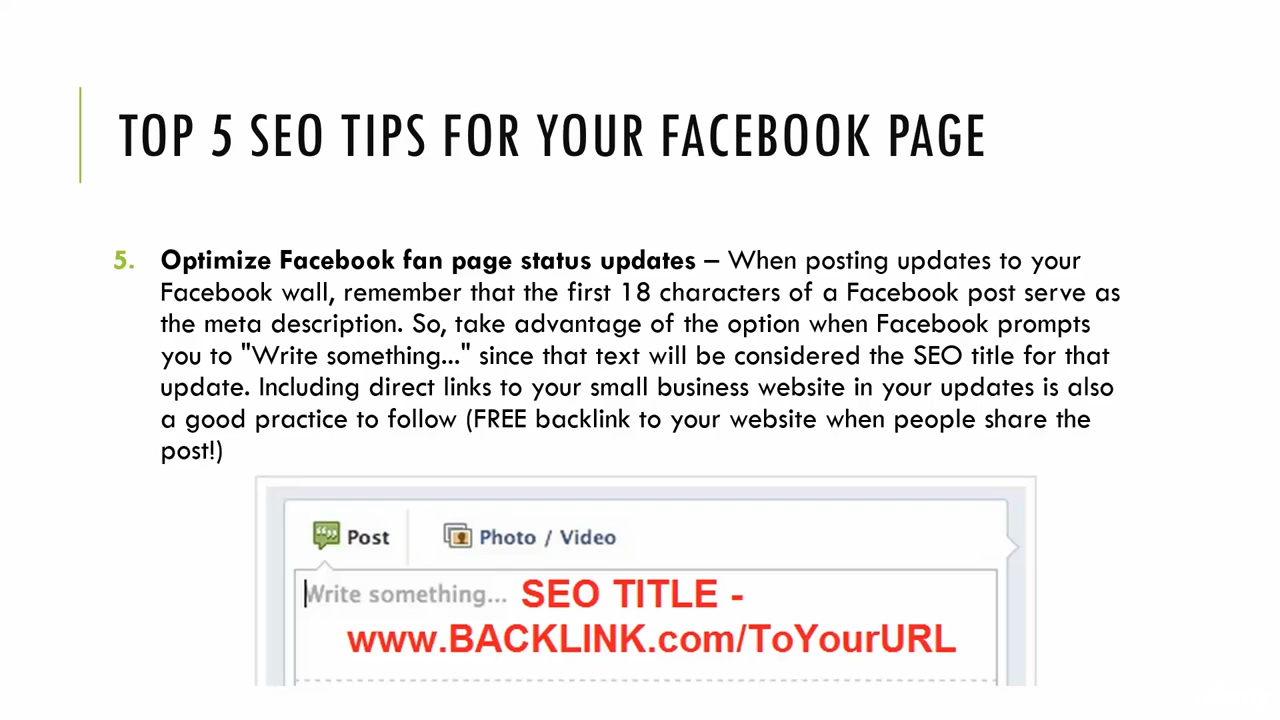 TOP 5 SEO TIPS FOR YOUR FACEBOOK PAGE
5. Optimize Facebook fan page status updates – When posting updates to your
Facebook wall, remember that the first 18 characters of a Facebook post serve as
the meta description. So, take advantage of the option when Facebook prompts
you to "Write something..." since that text will be considered the SEO title for that
update. Including direct links to your small business website in your updates is also
a good practice to follow (FREE backlink to your website when people share the
post!)
Post Photo / Video
Write something... SEO TITLE -
www.BACKLINK.com/ToYourURL